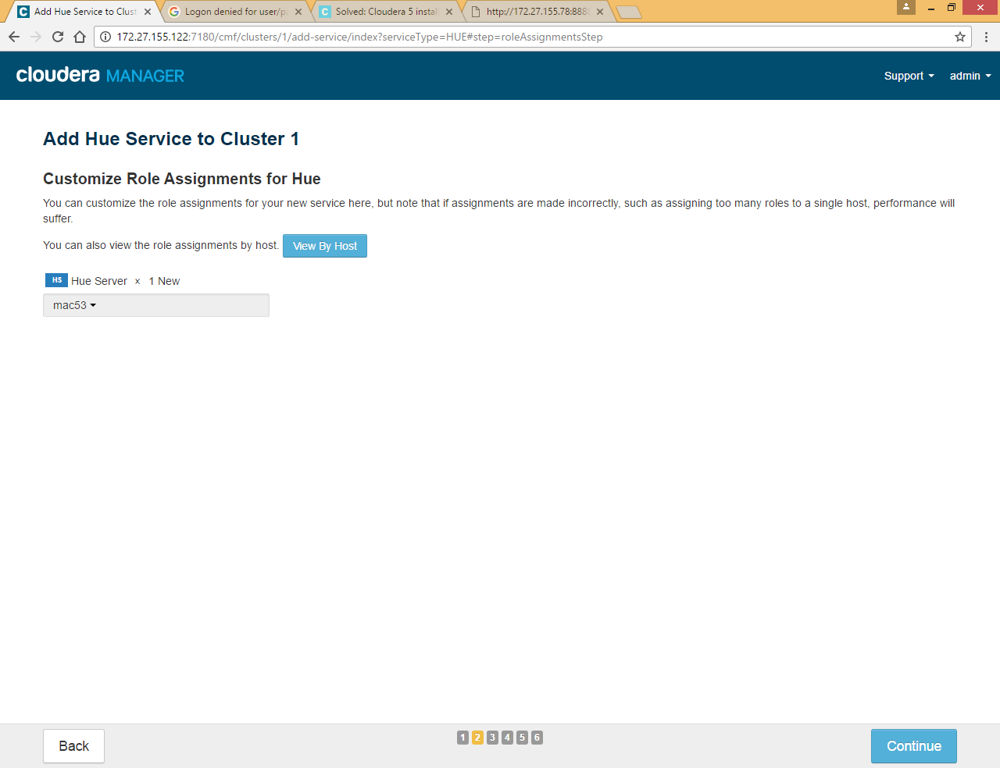 Add Hue Service to Clust
Logon denied for user/pa
Solved: Cloudera 5 instal
http://172.27.155.78:888
172.27.155.122:7180/cmf/clusters/1/add-service/index?serviceType=HUE#step=roleAssignmentsStep
cloudera MANAGER
Support
admin
Add Hue Service to Cluster 1
Customize Role Assignments for Hue
You can customize the role assignments for your new service here, but note that if assignments are made incorrectly, such as assigning too many roles to a single host, performance will
suffer.
You can also view the role assignments by host. View By Host
HS Hue Server × 1 New
mac53
Back
1 2 3 4 5 6
Continue